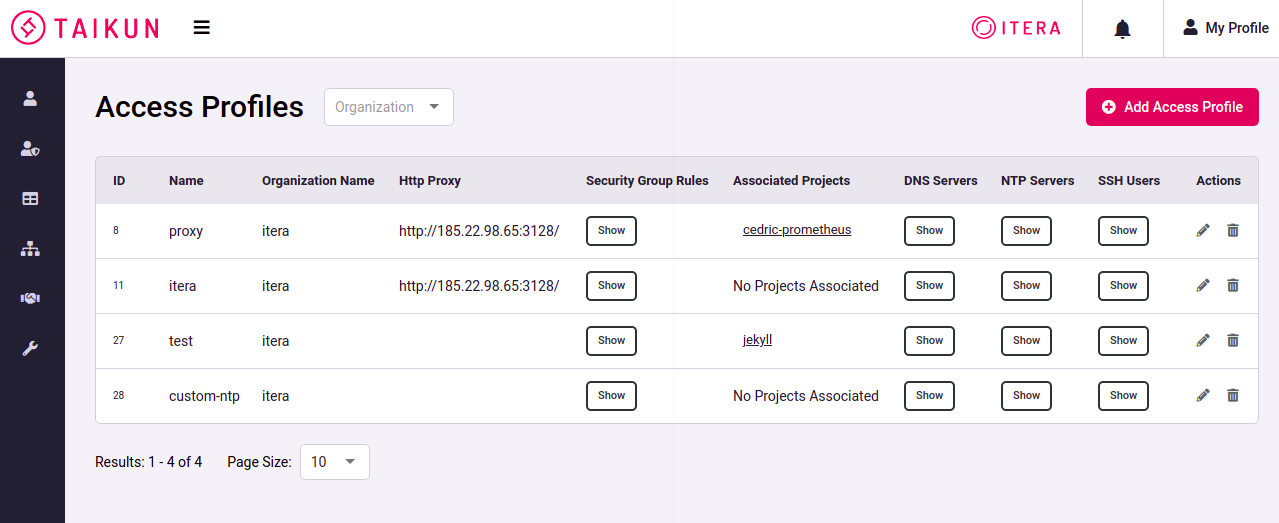 TAIKUN ITERA My Profile
Access Profiles Organization Add Access Profile
ID Name Organization Name Http Proxy Security Group Rules Associated Projects DNS Servers NTP Servers SSH Users Actions
8 proxy itera http://185.22.98.65:3128/ Show cedric-prometheus Show Show Show
11 itera itera http://185.22.98.65:3128/ Show No Projects Associated Show Show Show
27 test itera Show jekyll Show Show Show
28 custom-ntp itera Show No Projects Associated Show Show Show
Results: 1 - 4 of 4 Page Size: 10